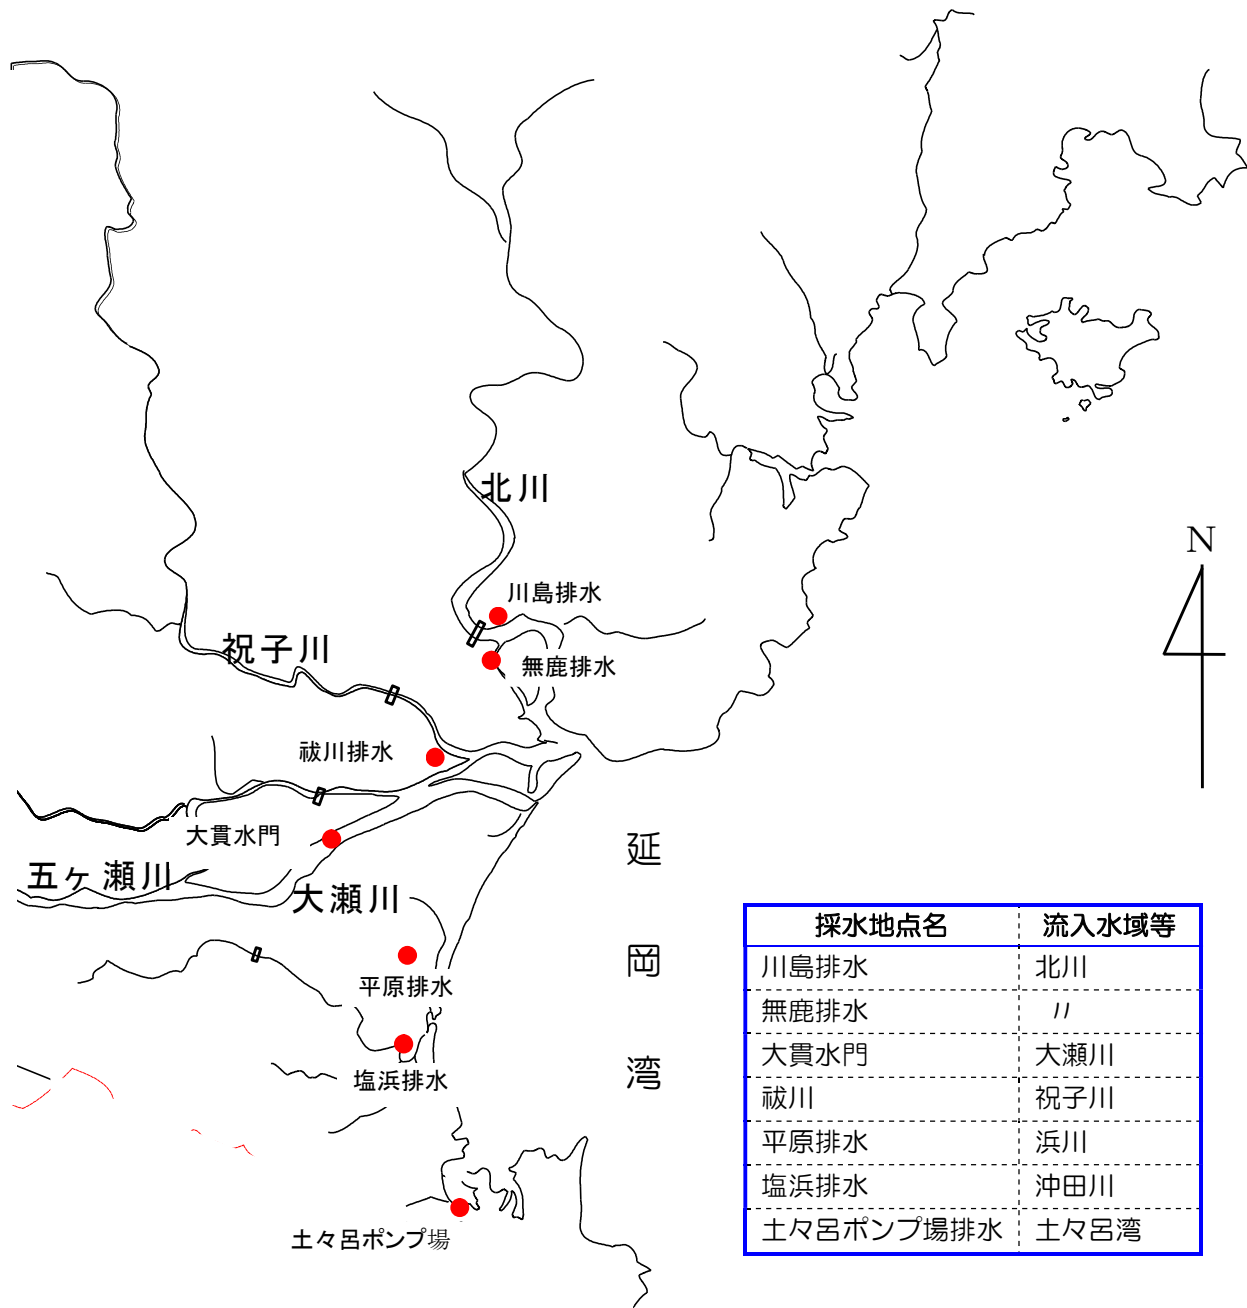 北川
N
川島排水
祝子川
無鹿排水
祓川排水
大貫水門
延
岡
湾
五ヶ瀬川
大瀬川
平原排水
塩浜排水
土々呂ポンプ場
採水地点名 流入水域等
川島排水 北川
無鹿排水 〃
大貫水門 大瀬川
祓川 祝子川
平原排水 浜川
塩浜排水 沖田川
土々呂ポンプ場排水 土々呂湾